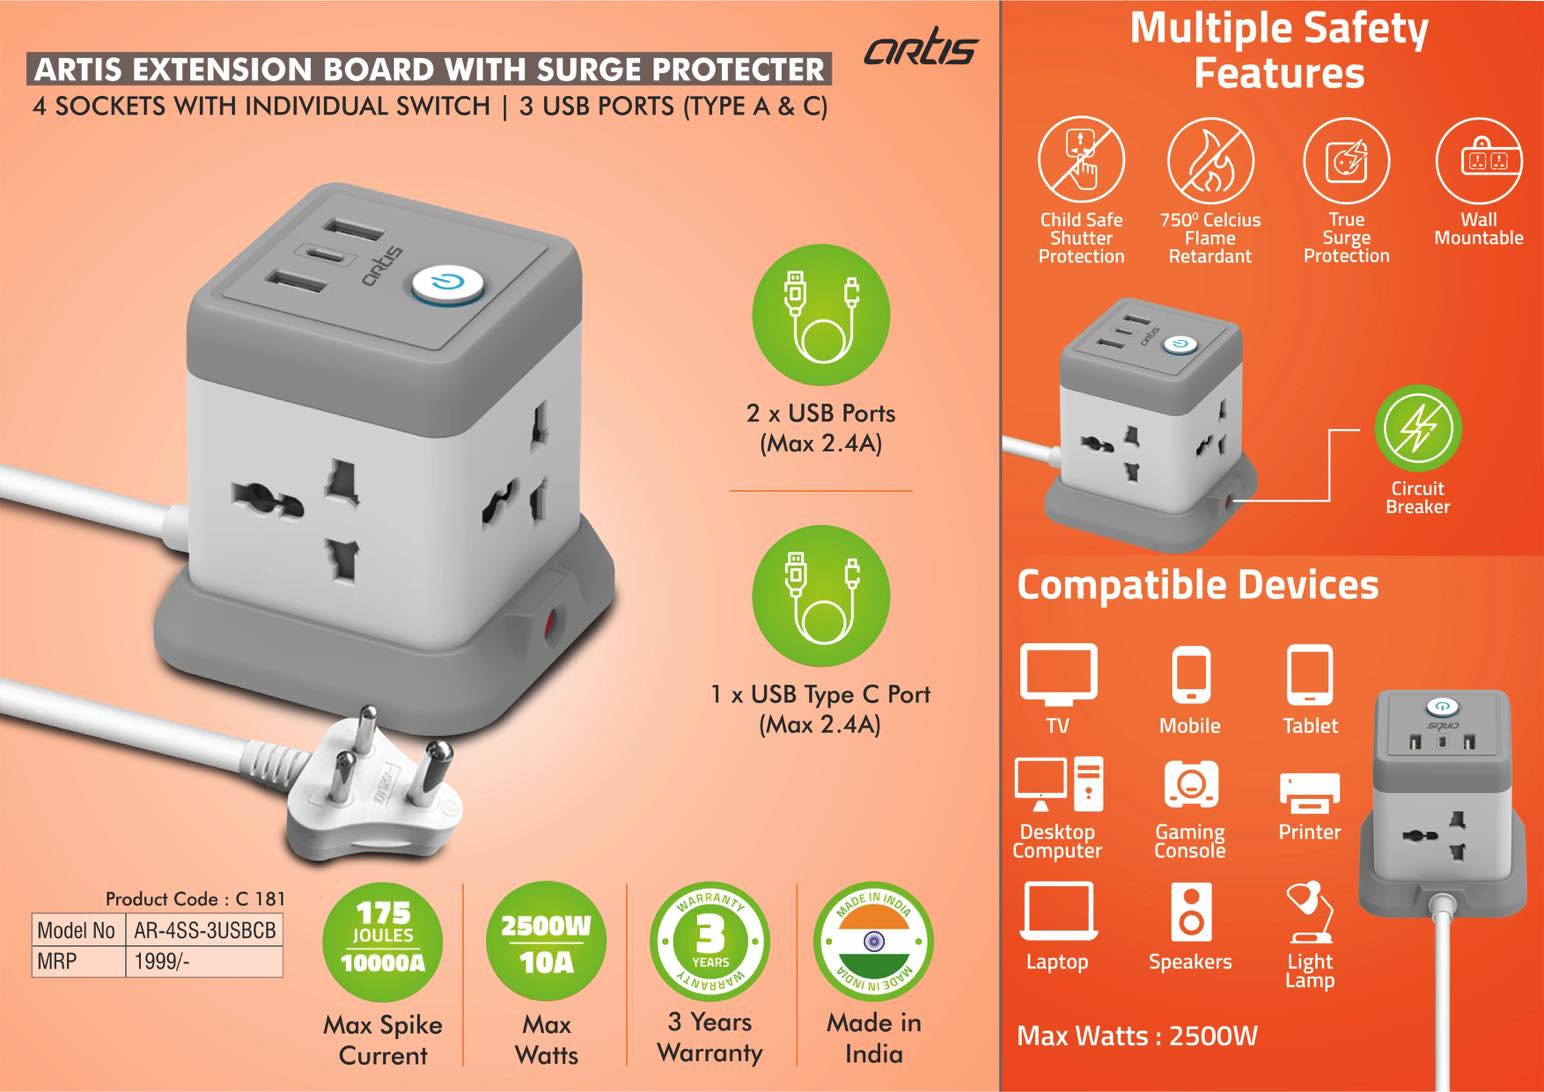 ARTIS EXTENSION BOARD WITH SURGE PROTECTER
4 SOCKETS WITH INDIVIDUAL SWITCH | 3 USB PORTS (TYPE A & C)
artis
artis
2 x USB Ports
(Max 2.4A)
1 x USB Type C Port
(Max 2.4A)
Product Code : C 181
Model No AR-4SS-3USBCB
MRP 1999/-
175
JOULES
10000A
Max Spike
Current
2500W
10A
Max
Watts
WARRANTY
3
YEARS
WARRANTY
3 Years
Warranty
MADE IN INDIA
MADE IN INDIA
Made in
India
Multiple Safety
Features
Child Safe
Shutter
Protection
750⁰ Celcius
Flame
Retardant
True
Surge
Protection
Wall
Mountable
artis
Circuit
Breaker
Compatible Devices
TV
Mobile
Tablet
Desktop
Computer
Gaming
Console
Printer
Laptop
Speakers
Light
Lamp
artis
Max Watts : 2500W